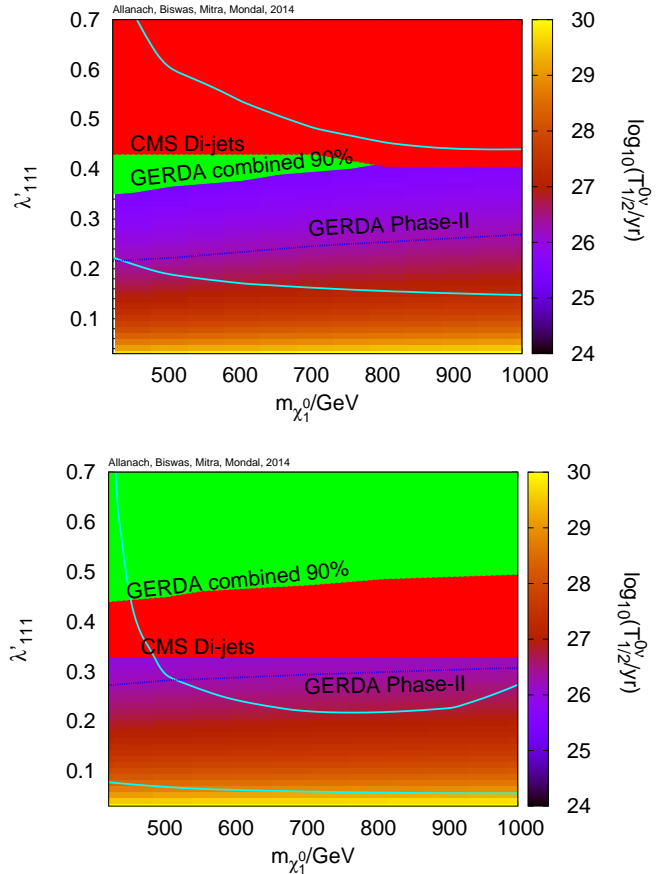 Allanach, Biswas, Mitra, Mondal, 2014
0.7
0.6
0.5
0.4
0.3
0.2
0.1
λ'111
CMS Di-jets
GERDA combined 90%
GERDA Phase-II
500 600 700 800 900 1000
mχ₁⁰/GeV
30
29
28
27
26
25
24
log10(T1/2^0ν/yr)
Allanach, Biswas, Mitra, Mondal, 2014
0.7
0.6
0.5
0.4
0.3
0.2
0.1
λ'111
GERDA combined 90%
CMS Di-jets
GERDA Phase-II
500 600 700 800 900 1000
mχ₁⁰/GeV
30
29
28
27
26
25
24
log10(T1/2^0ν/yr)